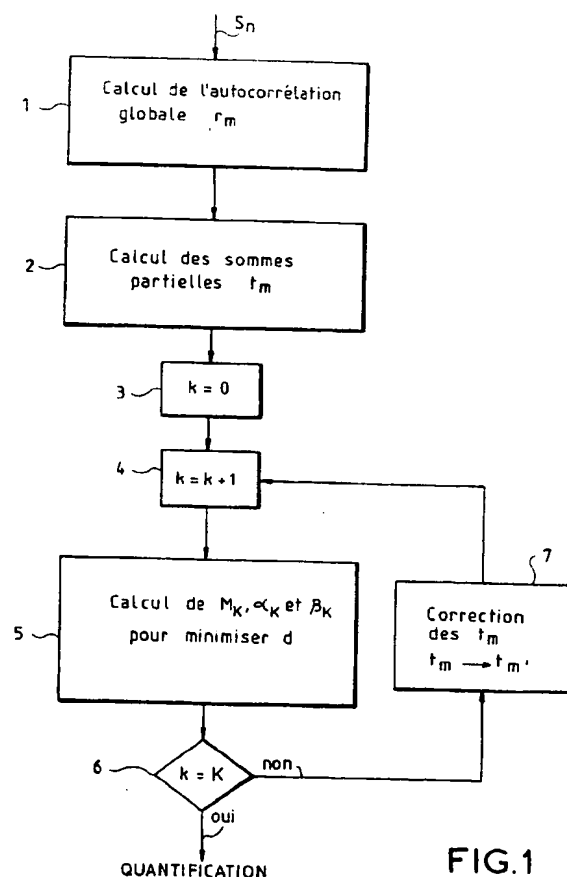 Sn
1
Calcul de l'autocorrélation
globale rm
2
Calcul des sommes
partielles tm
3
k = 0
4
k = k + 1
5
Calcul de MK, αK et βK
pour minimiser d
7
Correction
des tm
tm → tm'
6
k = K
non
oui
QUANTIFICATION
FIG.1